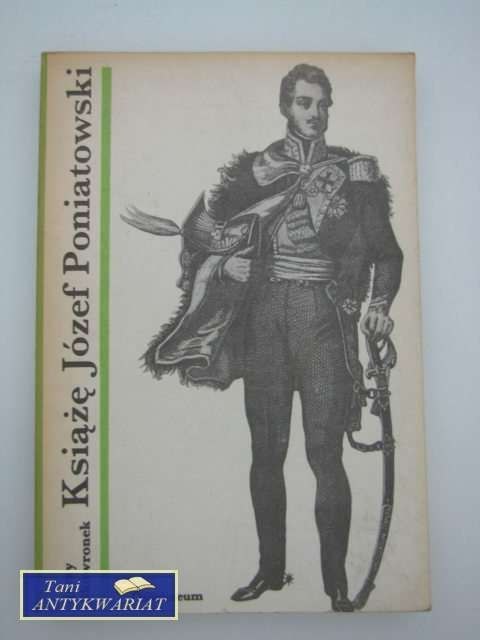 Książę Józef Poniatowski
y
wronek
eum
Tani
ANTYKWARIAT